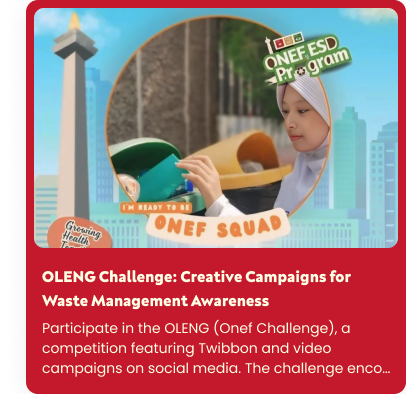 ONEF ESD
Program
I'M READY TO BE
ONEF SQUAD
Growing
Health
OLENG Challenge: Creative Campaigns for
Waste Management Awareness
Participate in the OLENG (Onef Challenge), a
competition featuring Twibbon and video
campaigns on social media. The challenge enco...